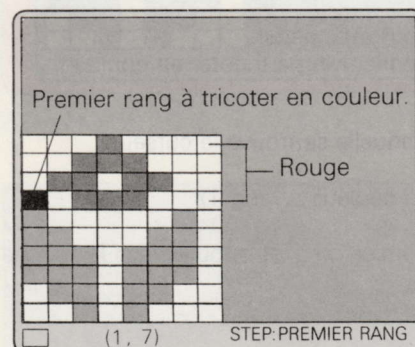 Premier rang à tricoter en couleur.
Rouge
(1, 7) STEP:PREMIER RANG